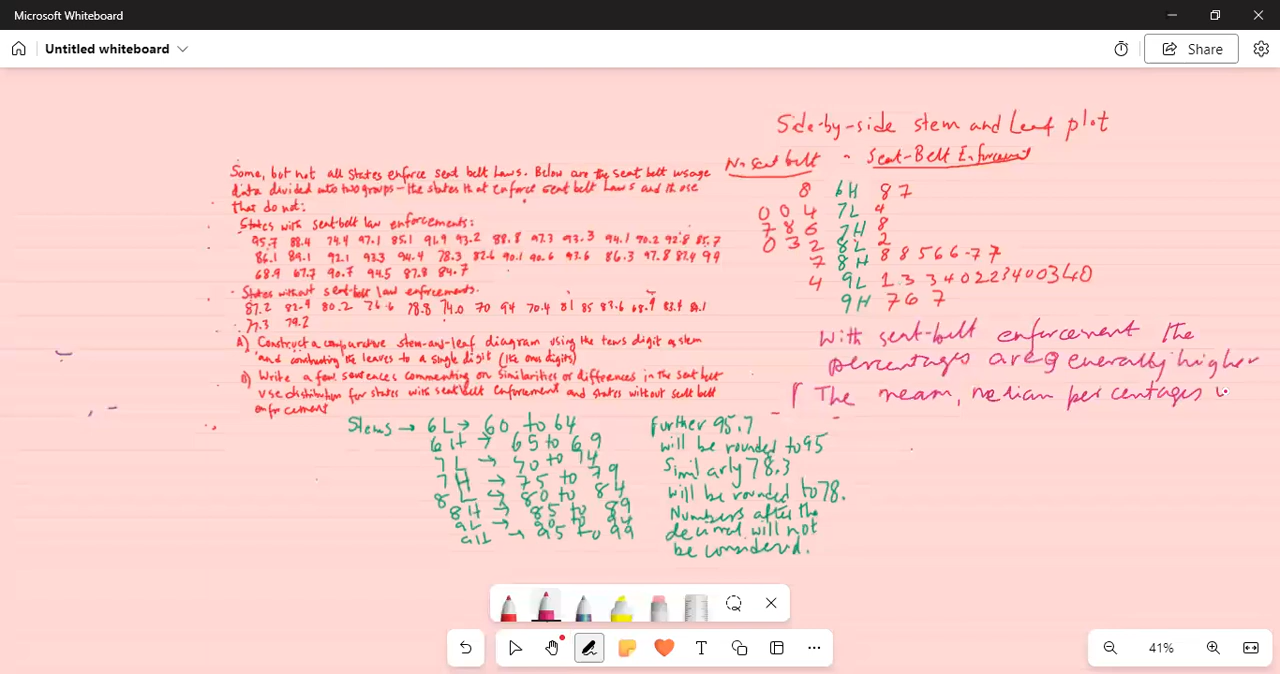 Microsoft Whiteboard
Untitled whiteboard
Share
Side-by-side stem and Leaf plot
No seat belt - Seat-Belt Enforcement
8 6H 8 7
0 0 4 7L 4
7 8 6 7H 8
0 3 2 8L 2
7 8H 8 8 5 6 6 - 7 7
4 9L 1 3 3 4 0 2 2 3 4 0 0 3 4 0
9H 7 6 7
With seat-belt enforcement the
percentages are generally higher
The mean, median percentages
Some, but not all States enforce seat belt Laws. Below are the seat belt usage
data divided into two groups - the states that enforce seat belt Laws and those
that do not:
States with seat-belt law enforcements:
95.7 88.4 74.4 97.1 85.1 91.9 93.2 88.8 97.3 93.3 94.1 90.2 92.8 85.7
86.1 89.1 92.1 93.3 94.4 78.3 82.6 90.1 90.6 93.6 86.3 97.8 87.4 94
68.9 67.7 90.7 94.5 87.8 84.7
States without seat-belt law enforcements.
87.2 82.9 80.2 76.6 78.8 74.0 70 94 70.4 81 85 83.6 68.9 83.4 81.1
77.3 79.2
A) Construct a comparative stem-and-leaf diagram using the tens digit as stem
and constructing the leaves to a single digit (the ones digits)
B) Write a few sentences commenting on similarities or differences in the seat belt
use distribution for states with seat belt enforcement and states without seat belt
enforcement
Stems → 6L → 60 to 64
6H → 65 to 69
7L → 70 to 74
7H → 75 to 79
8L → 80 to 84
8H → 85 to 89
9L → 90 to 94
9H → 95 to 99
Further 95.7
will be rounded to 95
Similarly 78.3
will be rounded to 78.
Numbers after the
decimal will not
be considered.
41%